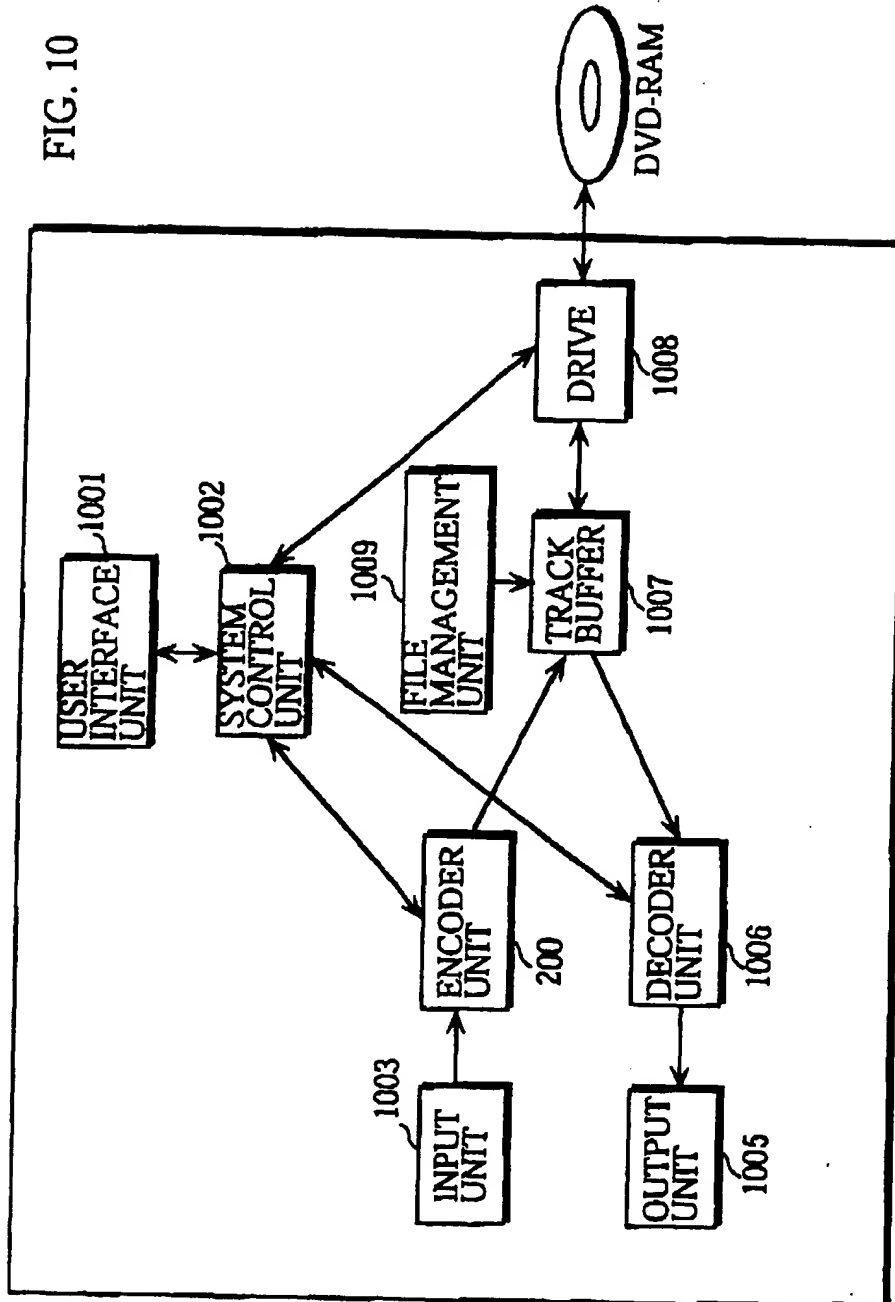 FIG. 10
1001
USER
INTERFACE
UNIT
1002
SYSTEM
CONTROL
UNIT
1009
FILE
MANAGEMENT
UNIT
1003
INPUT
UNIT
ENCODER
UNIT
200
TRACK
BUFFER
1007
DRIVE
1008
DVD-RAM
OUTPUT
UNIT
1005
DECODER
UNIT
1006